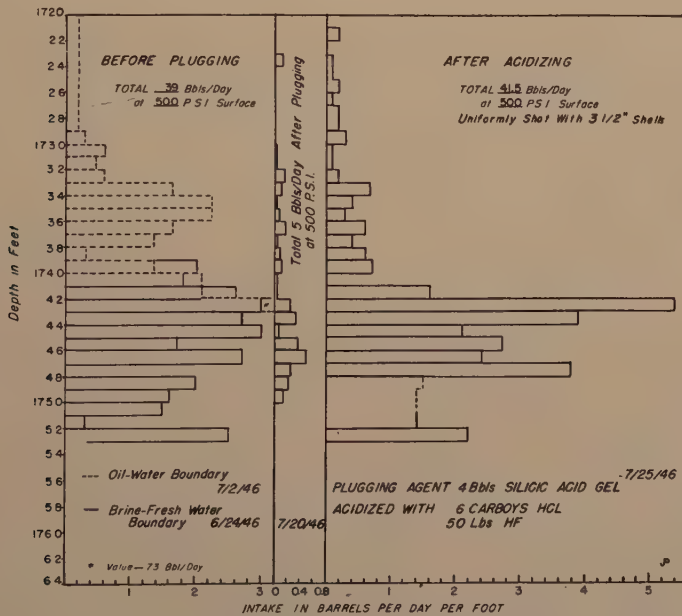 1720
22
24
26
28
1730
32
34
36
38
1740
42
44
46
48
1750
52
54
56
58
1760
62
64
Depth in Feet
BEFORE PLUGGING
TOTAL 39 Bbls/Day
at 500 P.S.I. Surface
Total 5 Bbls/Day After Plugging
at 500 P.S.I.
AFTER ACIDIZING
TOTAL 41.5 Bbls/Day
at 500 PSI Surface
Uniformly Shot With 3 1/2" Shells
---- Oil-Water Boundary
7/2/46
— Brine-Fresh Water
Boundary 6/24/46
7/20/46
7/25/46
PLUGGING AGENT 4 Bbls SILICIC ACID GEL
ACIDIZED WITH 6 CARBOYS HCL
50 Lbs HF
* Value—7.3 Bbl/Day
1 2 3 0 0.4 0.8 1 2 3 4 5
INTAKE IN BARRELS PER DAY PER FOOT